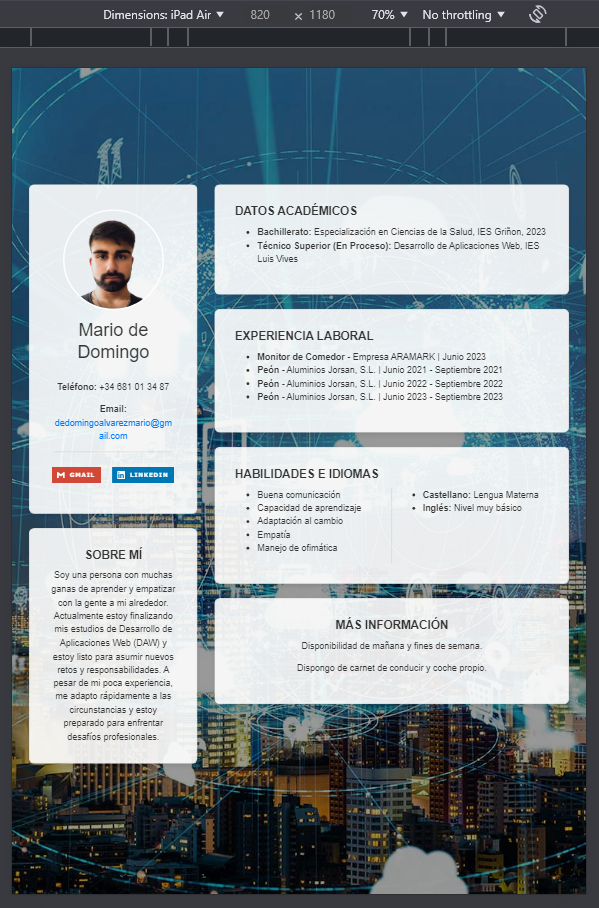 Dimensions: iPad Air 820 × 1180 70% No throttling
Mario de
Domingo
Teléfono: +34 681 01 34 87
Email:
dedomingoalvarezmario@gm
ail.com
GMAIL LINKEDIN
SOBRE MÍ
Soy una persona con muchas
ganas de aprender y empatizar
con la gente a mi alrededor.
Actualmente estoy finalizando
mis estudios de Desarrollo de
Aplicaciones Web (DAW) y
estoy listo para asumir nuevos
retos y responsabilidades. A
pesar de mi poca experiencia,
me adapto rápidamente a las
circunstancias y estoy
preparado para enfrentar
desafíos profesionales.
DATOS ACADÉMICOS
• Bachillerato: Especialización en Ciencias de la Salud, IES Griñon, 2023
• Técnico Superior (En Proceso): Desarrollo de Aplicaciones Web, IES
Luis Vives
EXPERIENCIA LABORAL
• Monitor de Comedor - Empresa ARAMARK | Junio 2023
• Peón - Aluminios Jorsan, S.L. | Junio 2021 - Septiembre 2021
• Peón - Aluminios Jorsan, S.L. | Junio 2022 - Septiembre 2022
• Peón - Aluminios Jorsan, S.L. | Junio 2023 - Septiembre 2023
HABILIDADES E IDIOMAS
• Buena comunicación
• Capacidad de aprendizaje
• Adaptación al cambio
• Empatía
• Manejo de ofimática
• Castellano: Lengua Materna
• Inglés: Nivel muy básico
MÁS INFORMACIÓN
Disponibilidad de mañana y fines de semana.
Dispongo de carnet de conducir y coche propio.